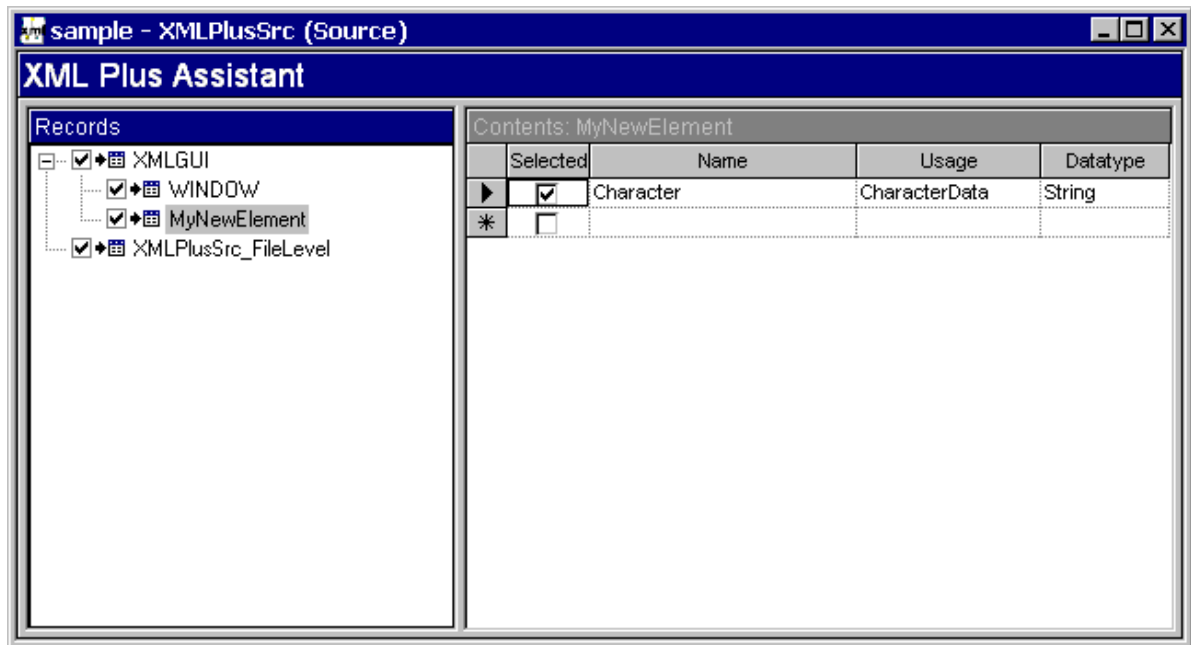 sample - XMLPlusSrc (Source)
XML Plus Assistant
Records
XMLGUI
WINDOW
MyNewElement
XMLPlusSrc_FileLevel
Contents: MyNewElement
Selected Name Usage Datatype
Character CharacterData String